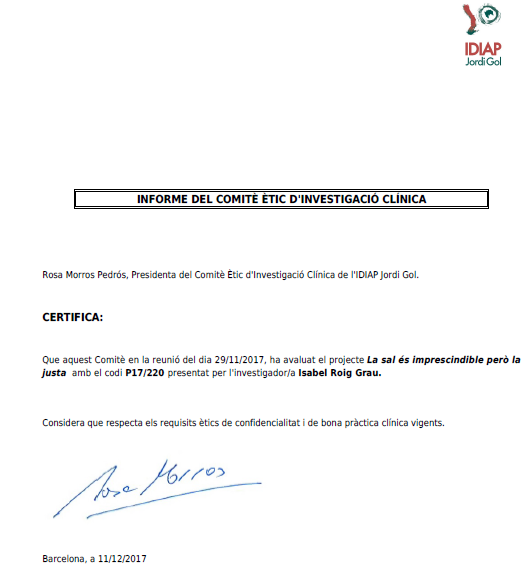 IDIAP
Jordi Gol
INFORME DEL COMITÈ ÈTIC D'INVESTIGACIÓ CLÍNICA
Rosa Morros Pedrós, Presidenta del Comitè Ètic d'Investigació Clínica de l'IDIAP Jordi Gol.
CERTIFICA:
Que aquest Comitè en la reunió del dia 29/11/2017, ha avaluat el projecte La sal és imprescindible però la
justa amb el codi P17/220 presentat per l'investigador/a Isabel Roig Grau.
Considera que respecta els requisits ètics de confidencialitat i de bona pràctica clínica vigents.
Rosa Morros
Barcelona, a 11/12/2017